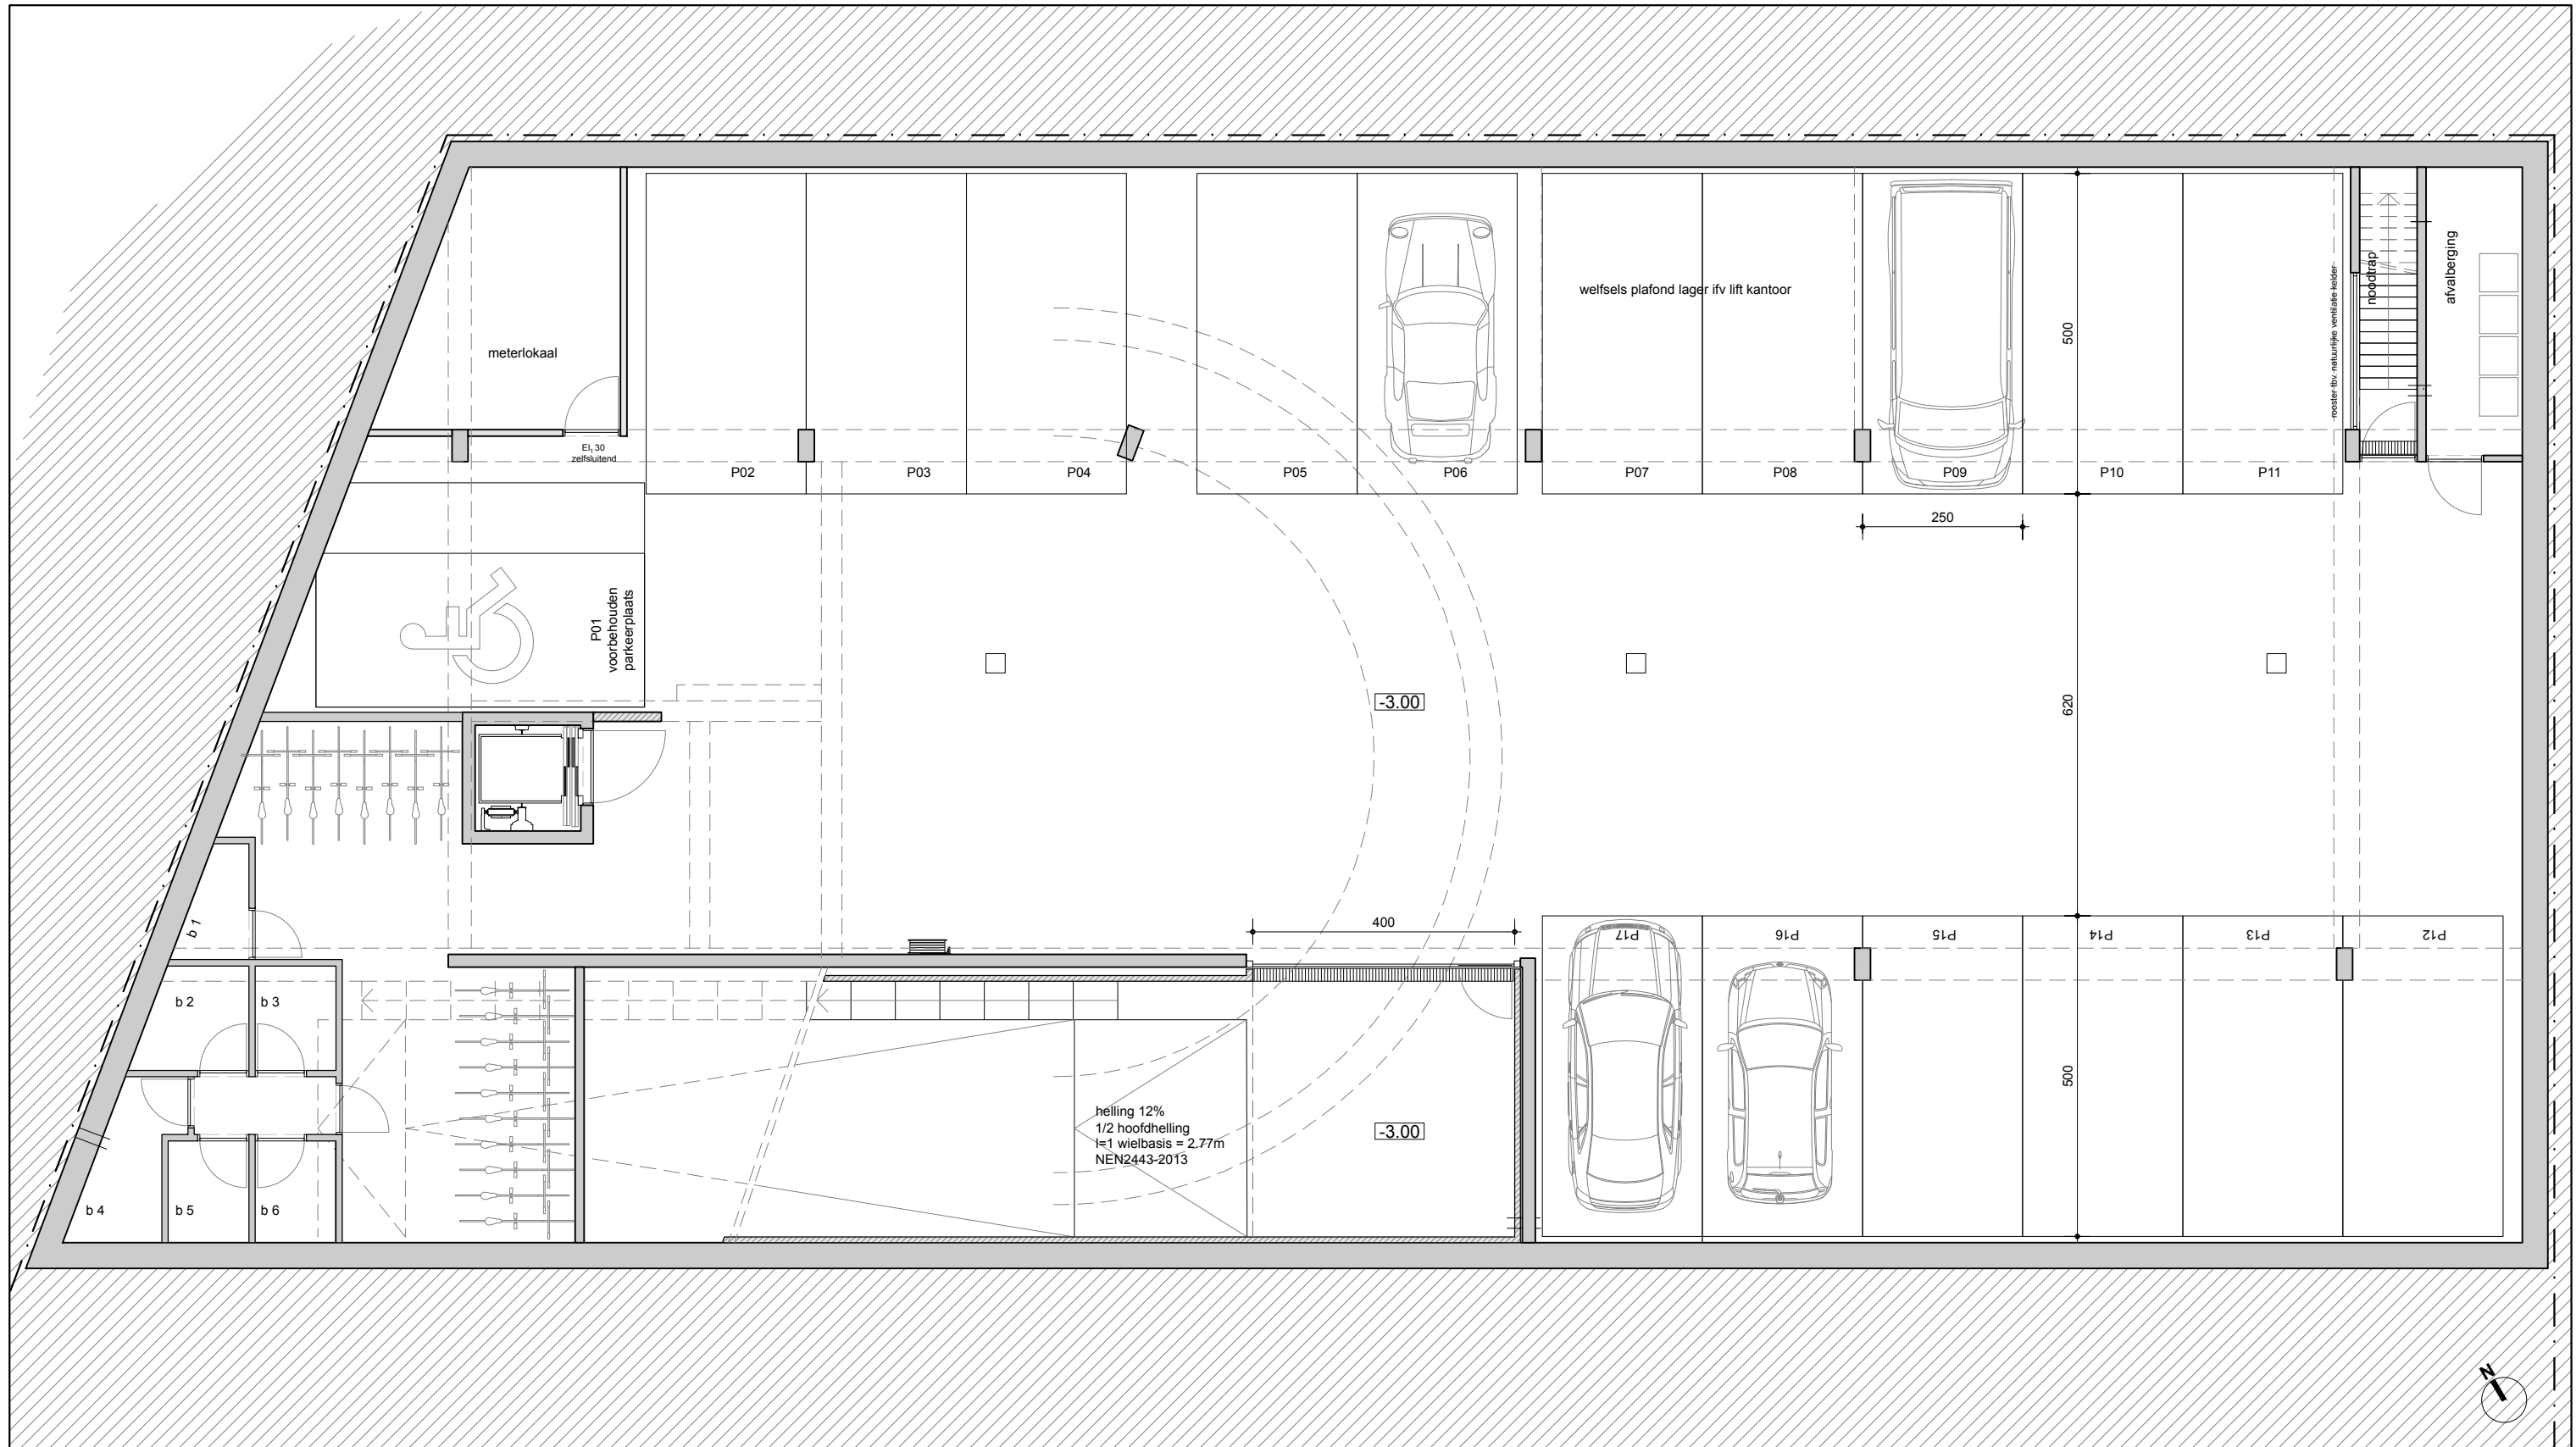 meterlokaal
EI₁ 30
zelfsluitend
P02
P03
P04
P05
P06
P07
P08
P09
P10
P11
welfsels plafond lager ifv lift kantoor
500
250
rooster tbv. natuurlijke ventilatie kelder
noodtrap
afvalberging
P01
voorbehouden
parkeerplaats
-3.00
620
400
P17
P16
P15
P14
P13
P12
b 1
b 2
b 3
b 4
b 5
b 6
helling 12%
1/2 hoofdhelling
l=1 wielbasis = 2.77m
NEN2443-2013
-3.00
500
N